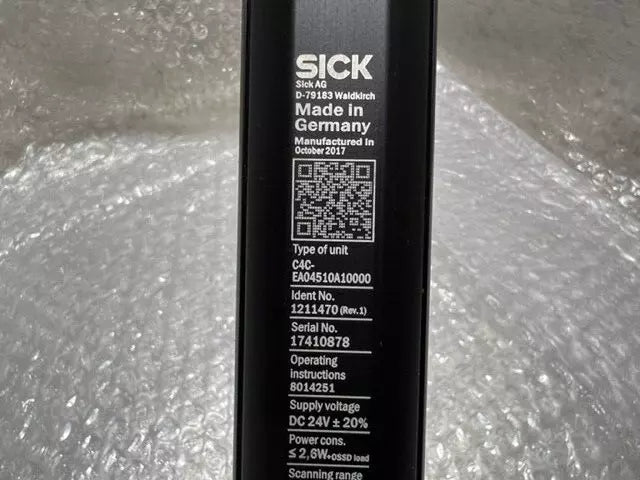 SICK
Sick AG
D-79183 Waldkirch
Made in
Germany
Manufactured in
October 2017
Type of unit
C4C-
EA04510A10000
Ident No.
1211470 (Rev.1)
Serial No.
17410878
Operating
instructions
8014251
Supply voltage
DC 24V ± 20%
Power cons.
≤ 2,6W+OSSD load
Scanning range